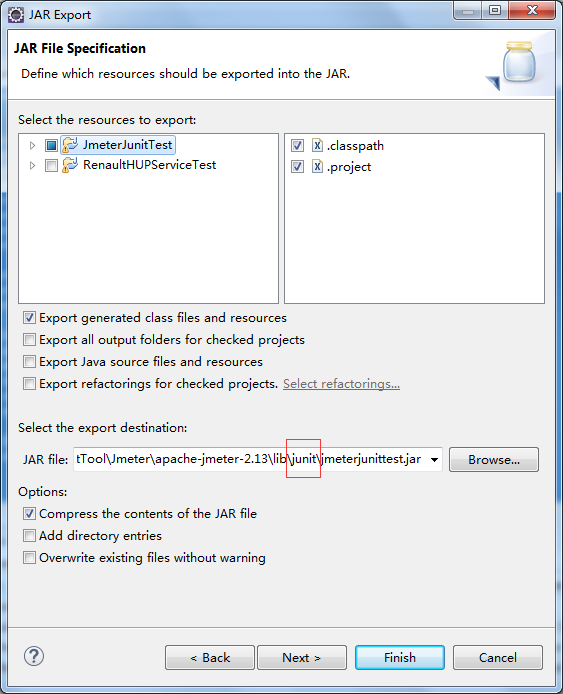 JAR Export
JAR File Specification
Define which resources should be exported into the JAR.
Select the resources to export:
JmeterJunitTest
RenaultHUPServiceTest
.classpath
.project
Export generated class files and resources
Export all output folders for checked projects
Export Java source files and resources
Export refactorings for checked projects. Select refactorings...
Select the export destination:
JAR file: tTool\Jmeter\apache-jmeter-2.13\lib\junit\jmeterjunittest.jar Browse...
Options:
Compress the contents of the JAR file
Add directory entries
Overwrite existing files without warning
? < Back Next > Finish Cancel